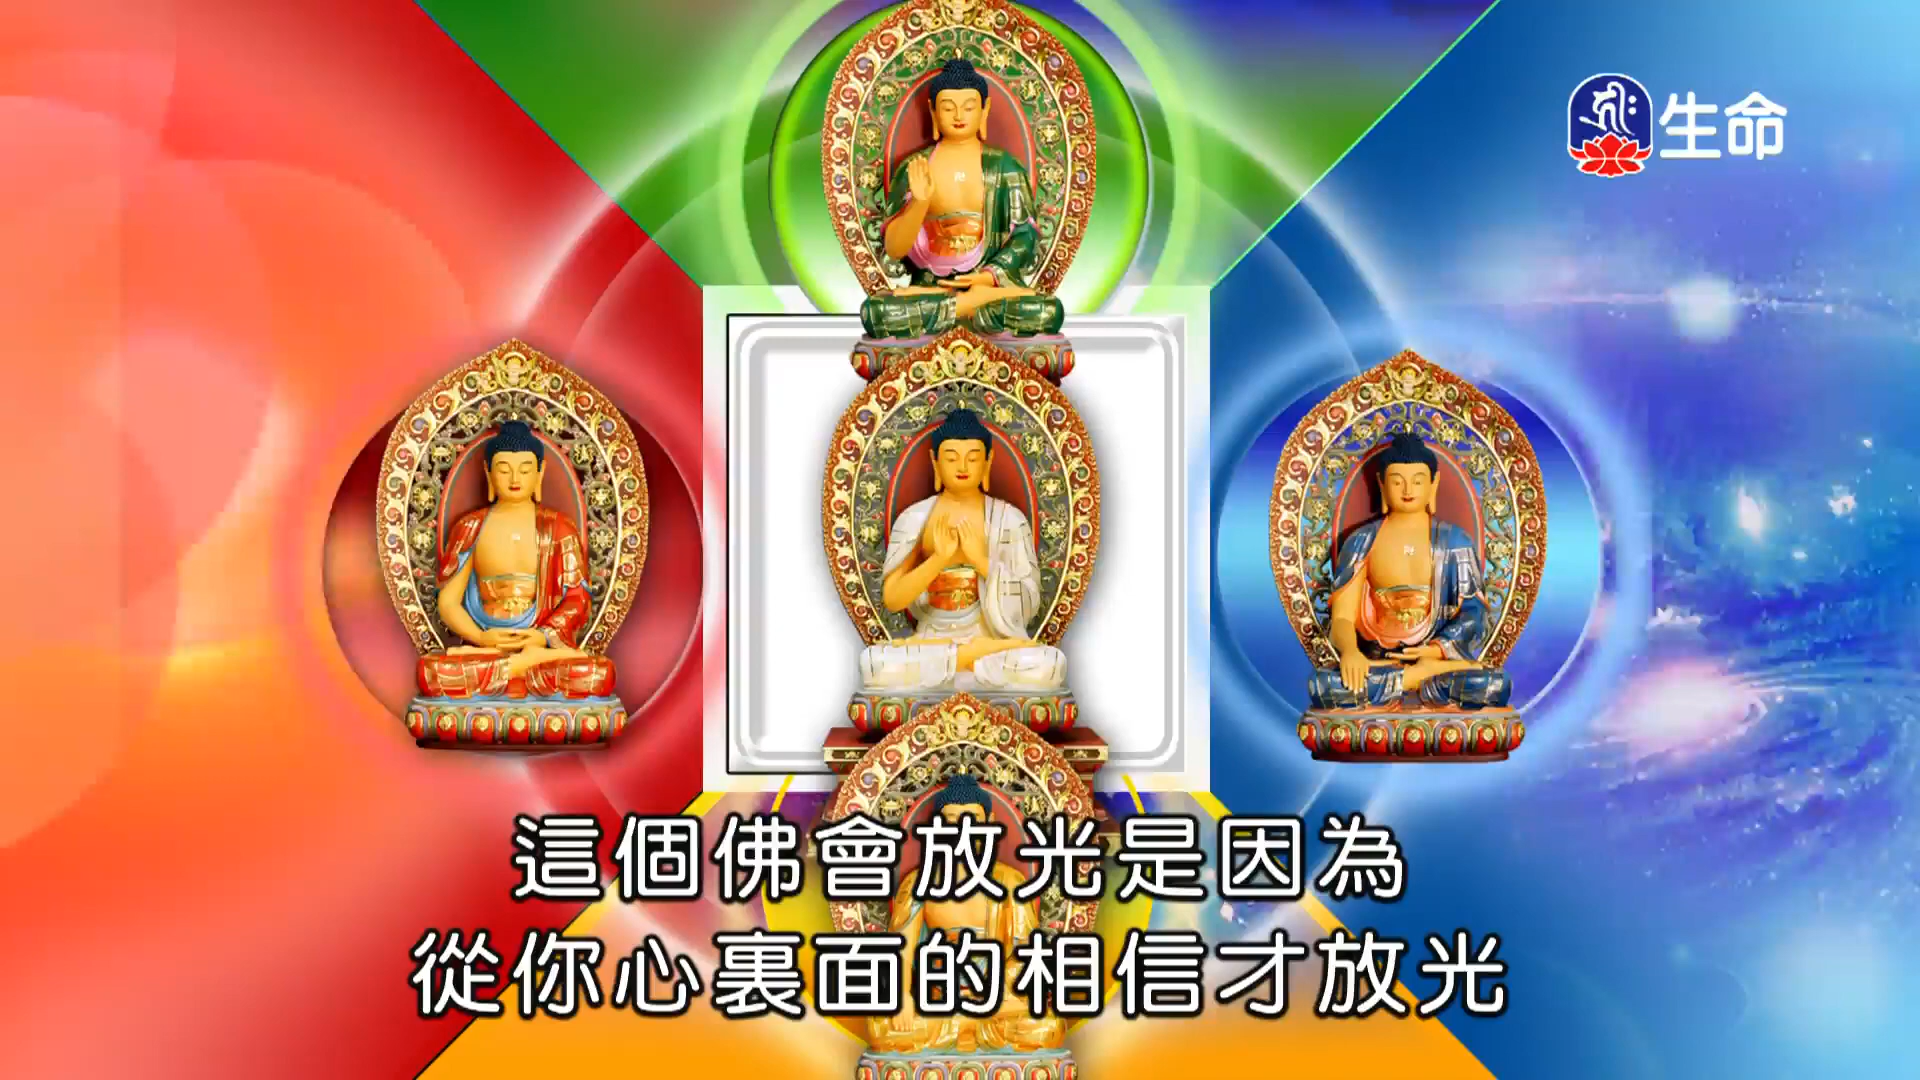 生命
這個佛會放光是因為
從你心裏面的相信才放光